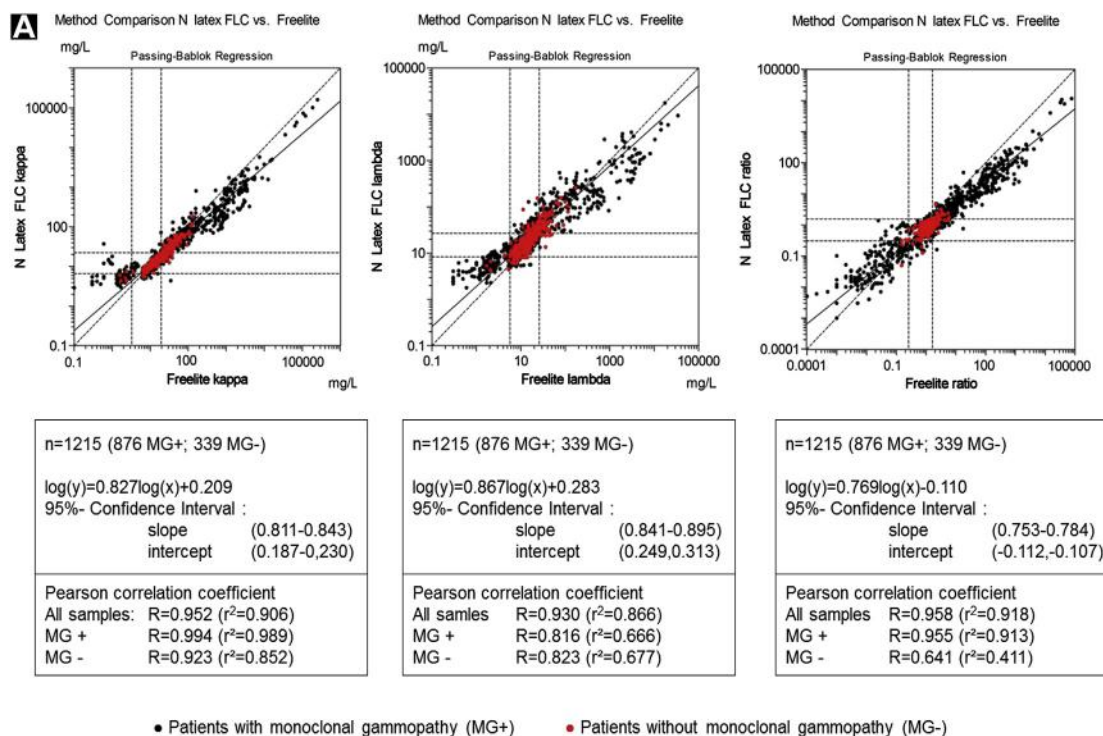 A
Method Comparison N latex FLC vs. Freelite
mg/L
Passing-Bablok Regression
100000
100
0.1
N Latex FLC kappa
0.1
100
100000
Freelite kappa
mg/L
Method Comparison N latex FLC vs. Freelite
mg/L
Passing-Bablok Regression
100000
1000
10
0.1
N Latex FLC lambda
0.1
10
1000
100000
Freelite lambda
mg/L
Method Comparison N latex FLC vs. Freelite
Passing-Bablok Regression
100000
100
0.1
0.0001
N Latex FLC ratio
0.0001
0.1
100
100000
Freelite ratio
n=1215 (876 MG+; 339 MG-)
log(y)=0.827log(x)+0.209
95%- Confidence Interval :
slope (0.811-0.843)
intercept (0.187-0,230)
Pearson correlation coefficient
All samples: R=0.952 (r²=0.906)
MG + R=0.994 (r²=0.989)
MG - R=0.923 (r²=0.852)
n=1215 (876 MG+; 339 MG-)
log(y)=0.867log(x)+0.283
95%- Confidence Interval :
slope (0.841-0.895)
intercept (0.249,0.313)
Pearson correlation coefficient
All samles R=0.930 (r²=0.866)
MG + R=0.816 (r²=0.666)
MG - R=0.823 (r²=0.677)
n=1215 (876 MG+; 339 MG-)
log(y)=0.769log(x)-0.110
95%- Confidence Interval :
slope (0.753-0.784)
intercept (-0.112,-0.107)
Pearson correlation coefficient
All samples R=0.958 (r²=0.918)
MG + R=0.955 (r²=0.913)
MG - R=0.641 (r²=0.411)
• Patients with monoclonal gammopathy (MG+) • Patients without monoclonal gammopathy (MG-)